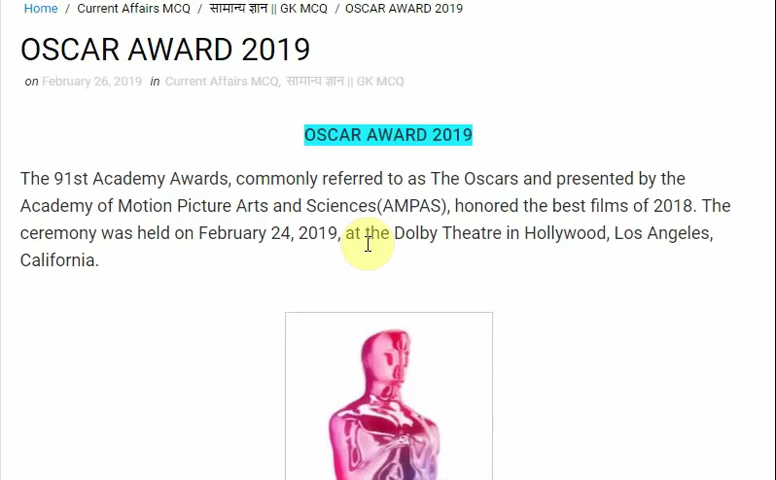 Home / Current Affairs MCQ / सामान्य ज्ञान || GK MCQ / OSCAR AWARD 2019
OSCAR AWARD 2019
on February 26, 2019 in Current Affairs MCQ, सामान्य ज्ञान || GK MCQ
OSCAR AWARD 2019
The 91st Academy Awards, commonly referred to as The Oscars and presented by the
Academy of Motion Picture Arts and Sciences(AMPAS), honored the best films of 2018. The
ceremony was held on February 24, 2019, at the Dolby Theatre in Hollywood, Los Angeles,
California.